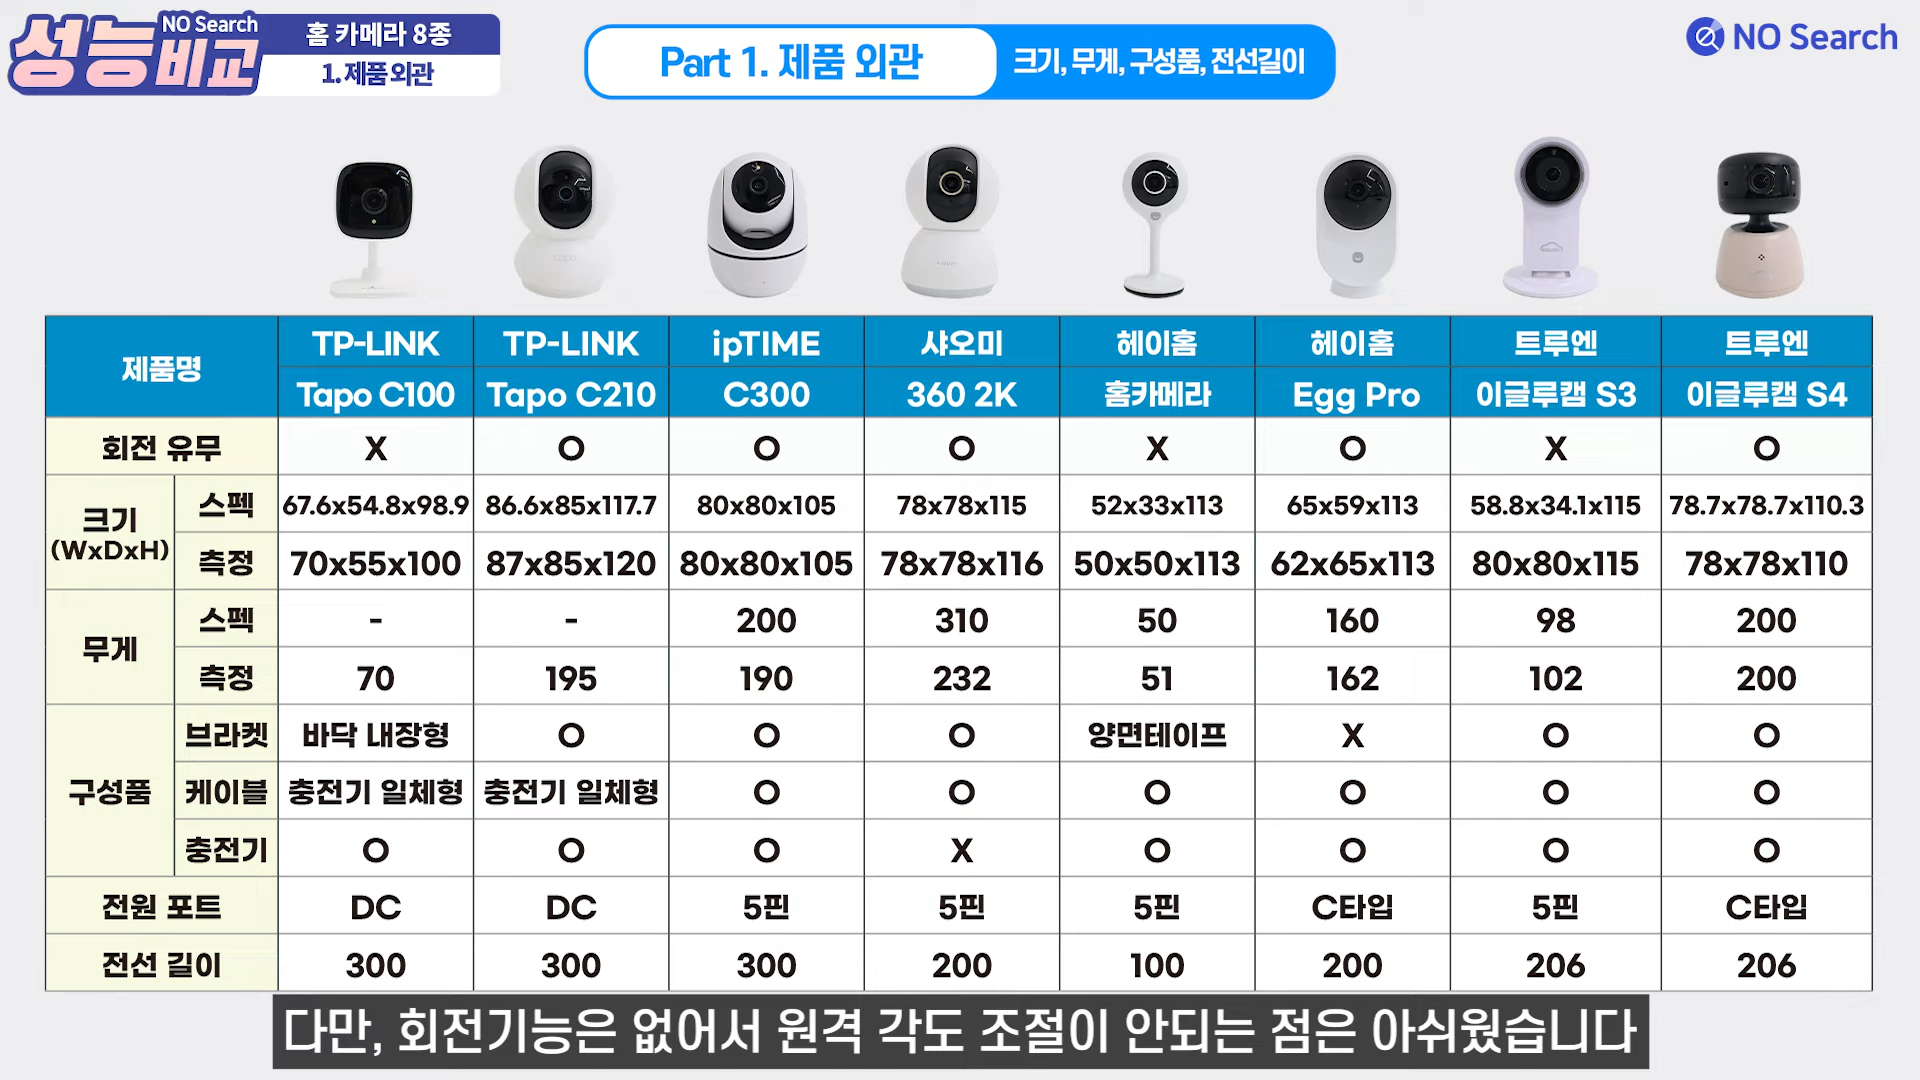 성능비교 NO Search
홈 카메라 8종
1. 제품 외관
Part 1. 제품 외관 크기, 무게, 구성품, 전선길이
NO Search
tapo
제품명 TP-LINK TP-LINK ipTIME 샤오미 헤이홈 헤이홈 트루엔 트루엔
Tapo C100 Tapo C210 C300 360 2K 홈카메라 Egg Pro 이글루캠 S3 이글루캠 S4
회전 유무 X O O O X O X O
크기 (WxDxH) 스펙 67.6x54.8x98.9 86.6x85x117.7 80x80x105 78x78x115 52x33x113 65x59x113 58.8x34.1x115 78.7x78.7x110.3
측정 70x55x100 87x85x120 80x80x105 78x78x116 50x50x113 62x65x113 80x80x115 78x78x110
무게 스펙 - - 200 310 50 160 98 200
측정 70 195 190 232 51 162 102 200
구성품 브라켓 바닥 내장형 O O O 양면테이프 X O O
케이블 충전기 일체형 충전기 일체형 O O O O O O
충전기 O O O X O O O O
전원 포트 DC DC 5핀 5핀 5핀 C타입 5핀 C타입
전선 길이 300 300 300 200 100 200 206 206
다만, 회전기능은 없어서 원격 각도 조절이 안되는 점은 아쉬웠습니다